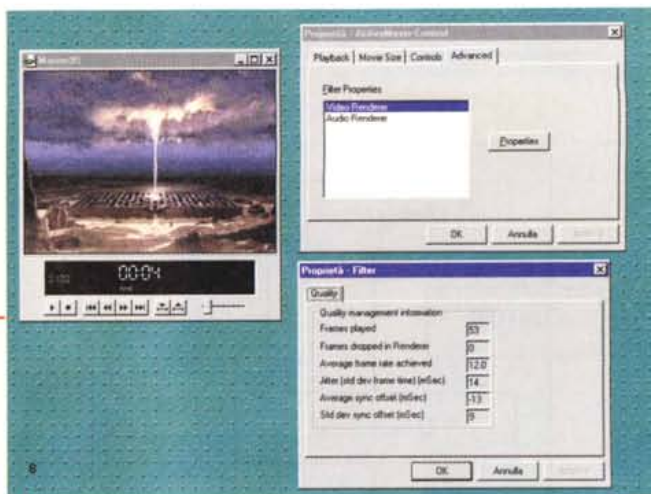 Proprietà - ActiveMovie Control
Playback
Movie Size
Controls
Advanced
Filter Properties
Video Renderer
Audio Renderer
Properties
OK
Annulla
00:04
Proprietà - Filter
Quality
Quality management information
Frames played 53
Frames dropped in Renderer 0
Average frame rate achieved 12.0
Jitter (std dev frame time) (mSec) 14
Average sync offset (mSec) -13
Std dev sync offset (mSec) 9
OK
Annulla
8